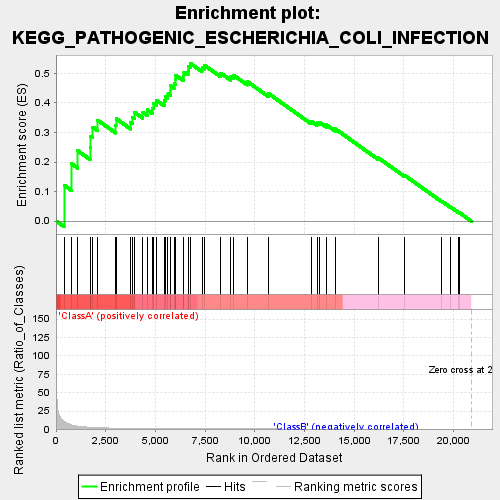 Enrichment plot:
KEGG_PATHOGENIC_ESCHERICHIA_COLI_INFECTION
Enrichment score (ES)
0.5
0.4
0.3
0.2
0.1
0.0
Ranked list metric (Ratio_of_Classes)
'ClassA' (positively correlated)
150
125
100
75
50
25
0
Zero cross at 2
'ClassB' (negatively correlated)
0 2,500 5,000 7,500 10,000 12,500 15,000 17,500 20,000
Rank in Ordered Dataset
Enrichment profile Hits Ranking metric scores